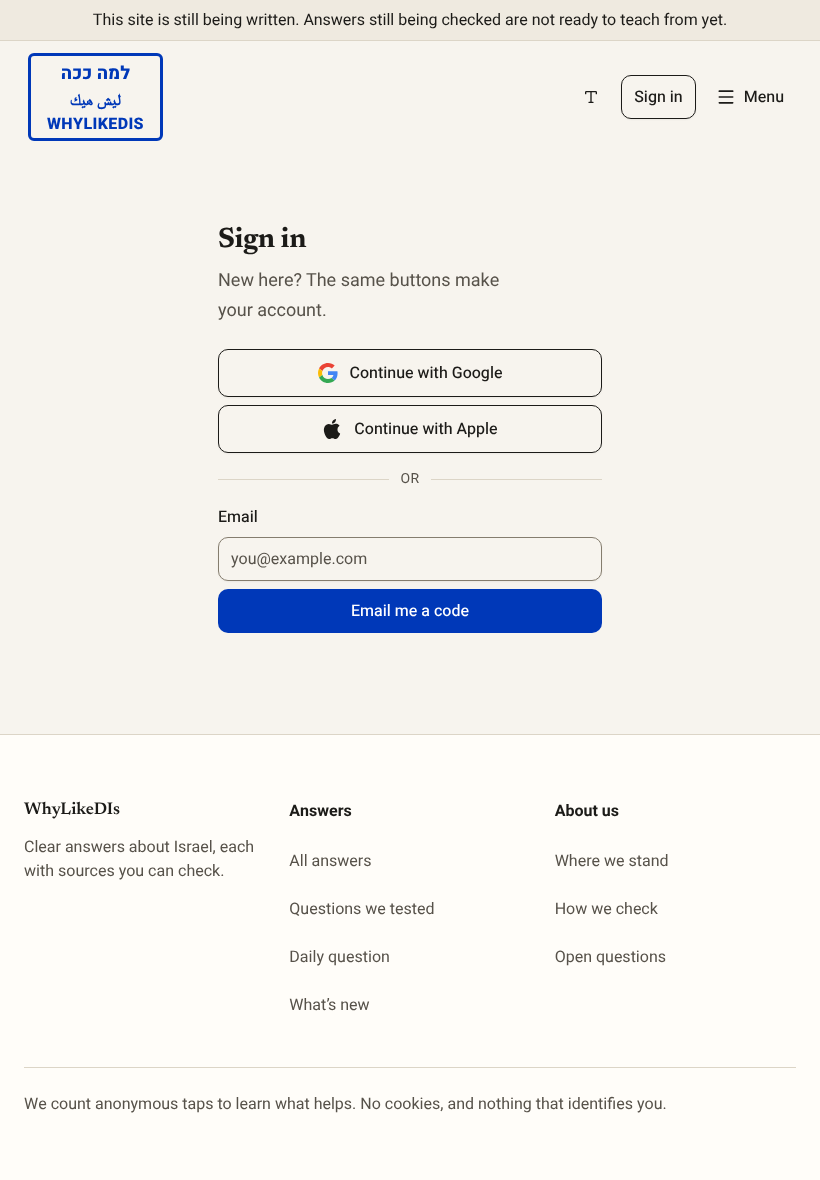 This site is still being written. Answers still being checked are not ready to teach from yet.
למה ככה
ليش هيك
WHYLIKEDIS
T
Sign in
Menu
Sign in
New here? The same buttons make
your account.
Continue with Google
Continue with Apple
OR
Email
you@example.com
Email me a code
WhyLikeDIs
Clear answers about Israel, each
with sources you can check.
Answers
All answers
Questions we tested
Daily question
What's new
About us
Where we stand
How we check
Open questions
We count anonymous taps to learn what helps. No cookies, and nothing that identifies you.